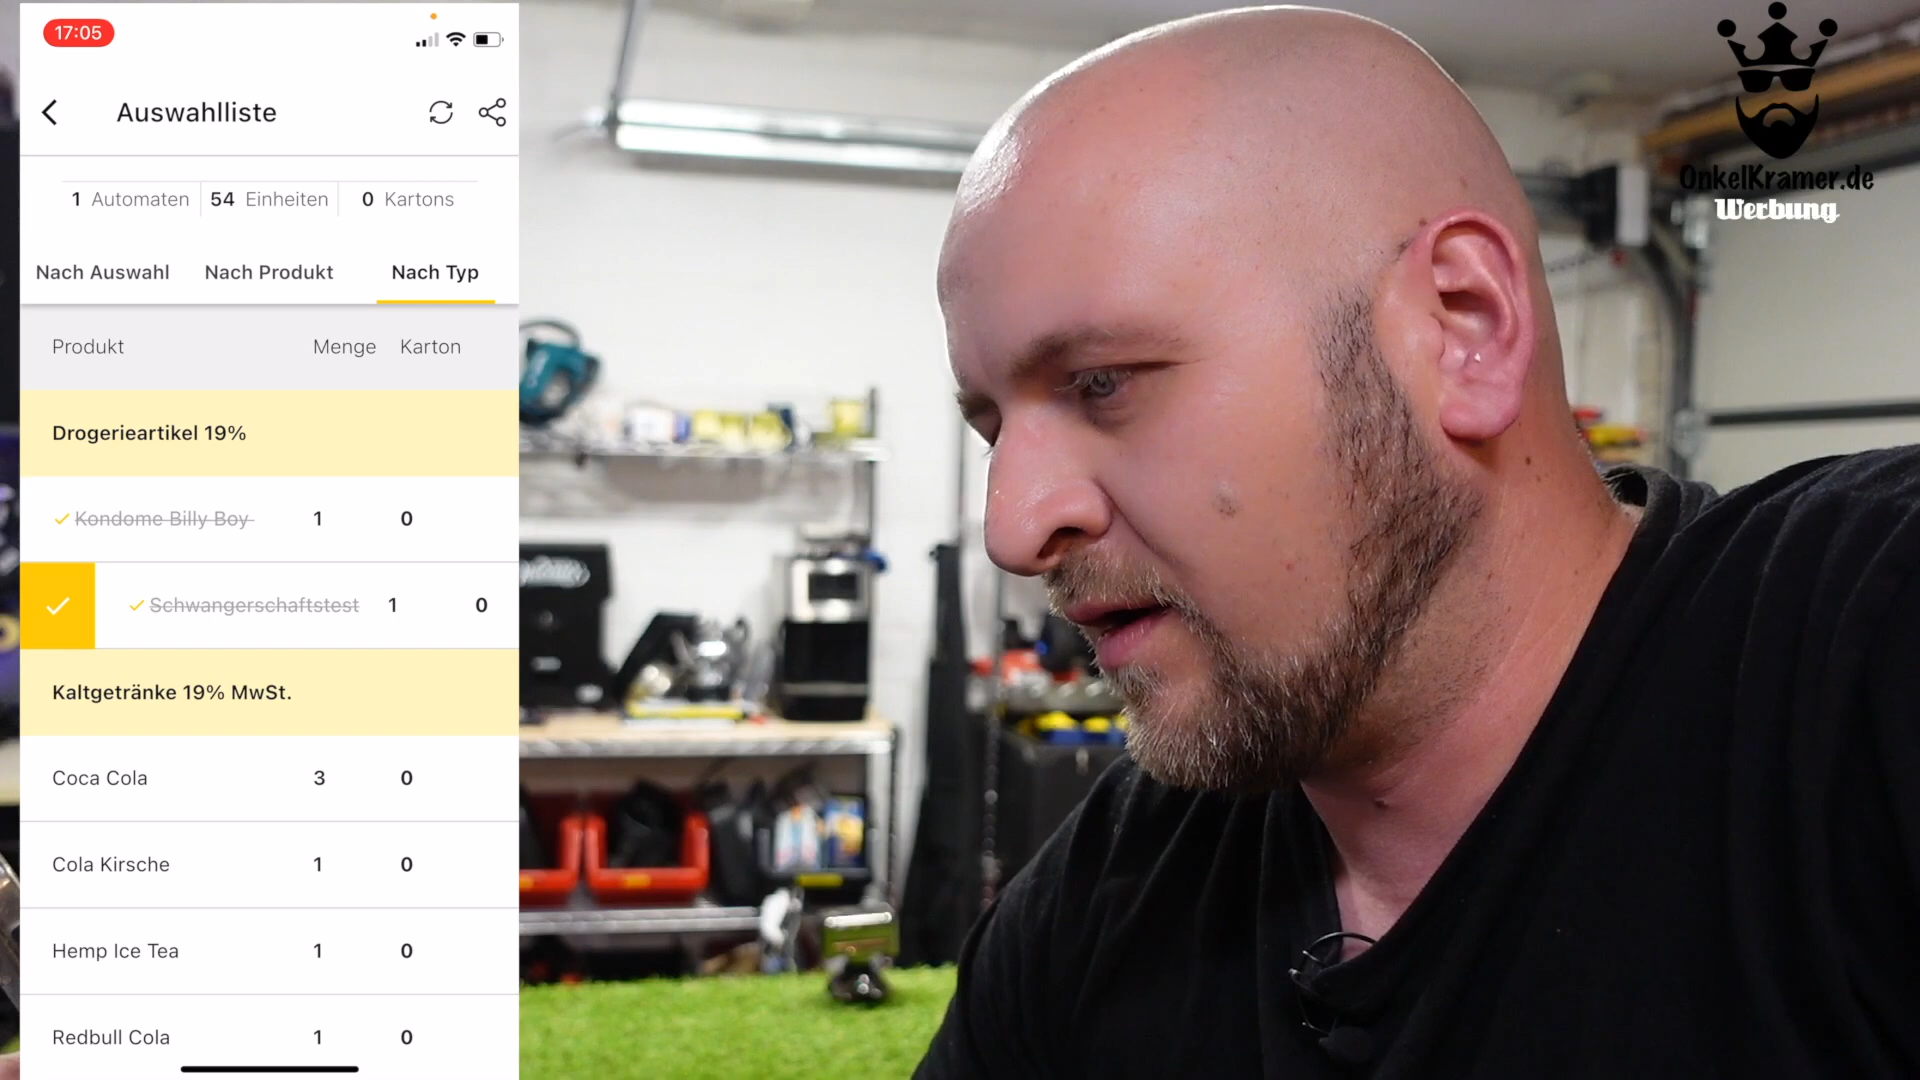 17:05
Auswahlliste
1 Automaten 54 Einheiten 0 Kartons
Nach Auswahl Nach Produkt Nach Typ
Produkt Menge Karton
Drogerieartikel 19%
Kondome Billy Boy 1 0
Schwangerschaftstest 1 0
Kaltgetränke 19% MwSt.
Coca Cola 3 0
Cola Kirsche 1 0
Hemp Ice Tea 1 0
Redbull Cola 1 0
OnkelKramer.de
Werbung